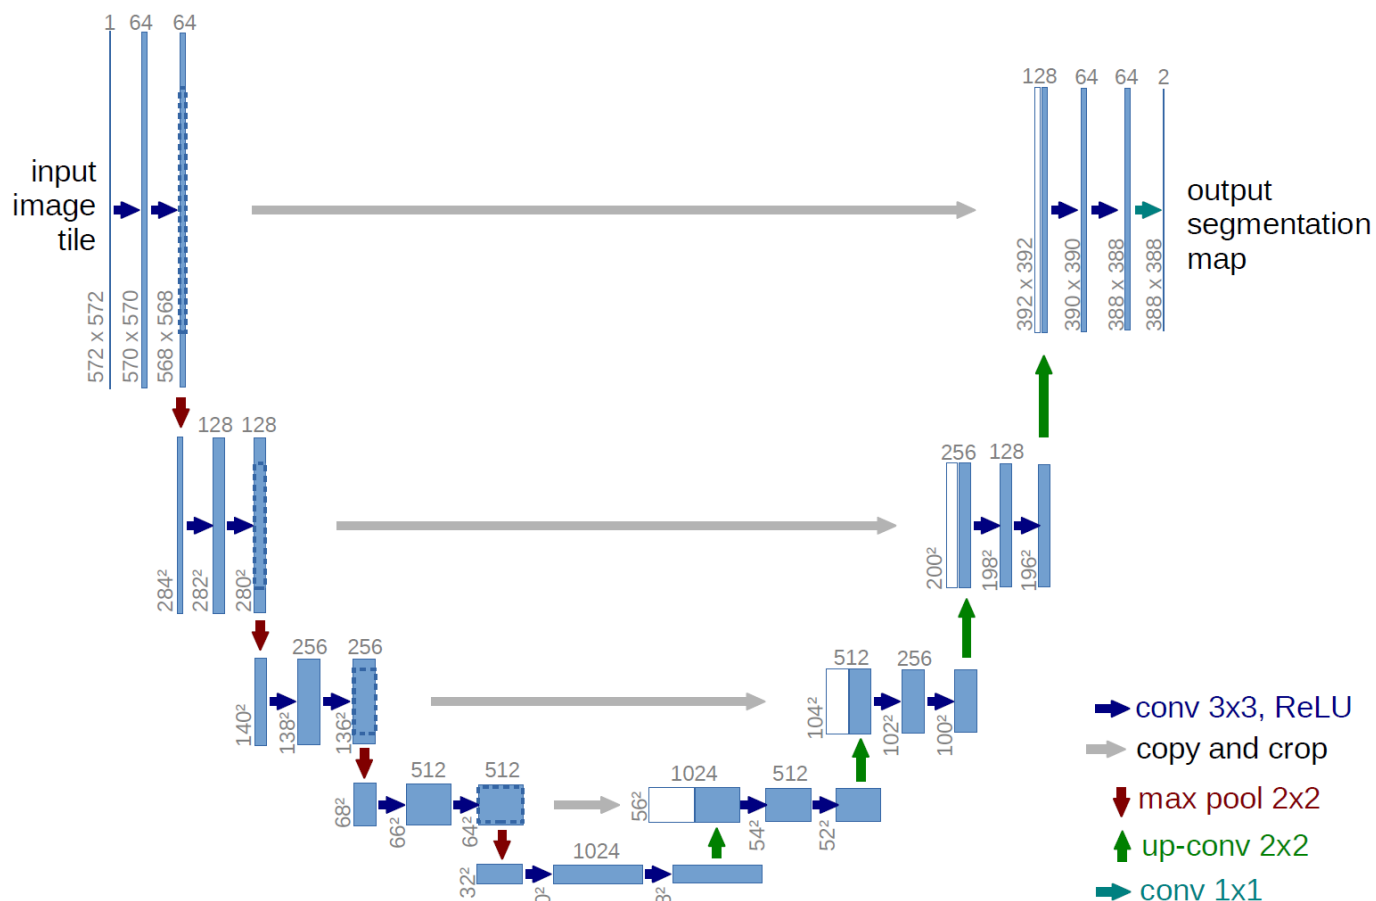 1 64 64
input
image
tile
572 x 572
570 x 570
568 x 568
128 128
284²
282²
280²
256 256
140²
138²
136²
512 512
68²
66²
64²
1024
32²
1024 512
56²
54²
52²
512 256
104²
102²
100²
256 128
200²
198²
196²
128 64 64 2
392 x 392
390 x 390
388 x 388
388 x 388
output
segmentation
map
conv 3x3, ReLU
copy and crop
max pool 2x2
up-conv 2x2
conv 1x1